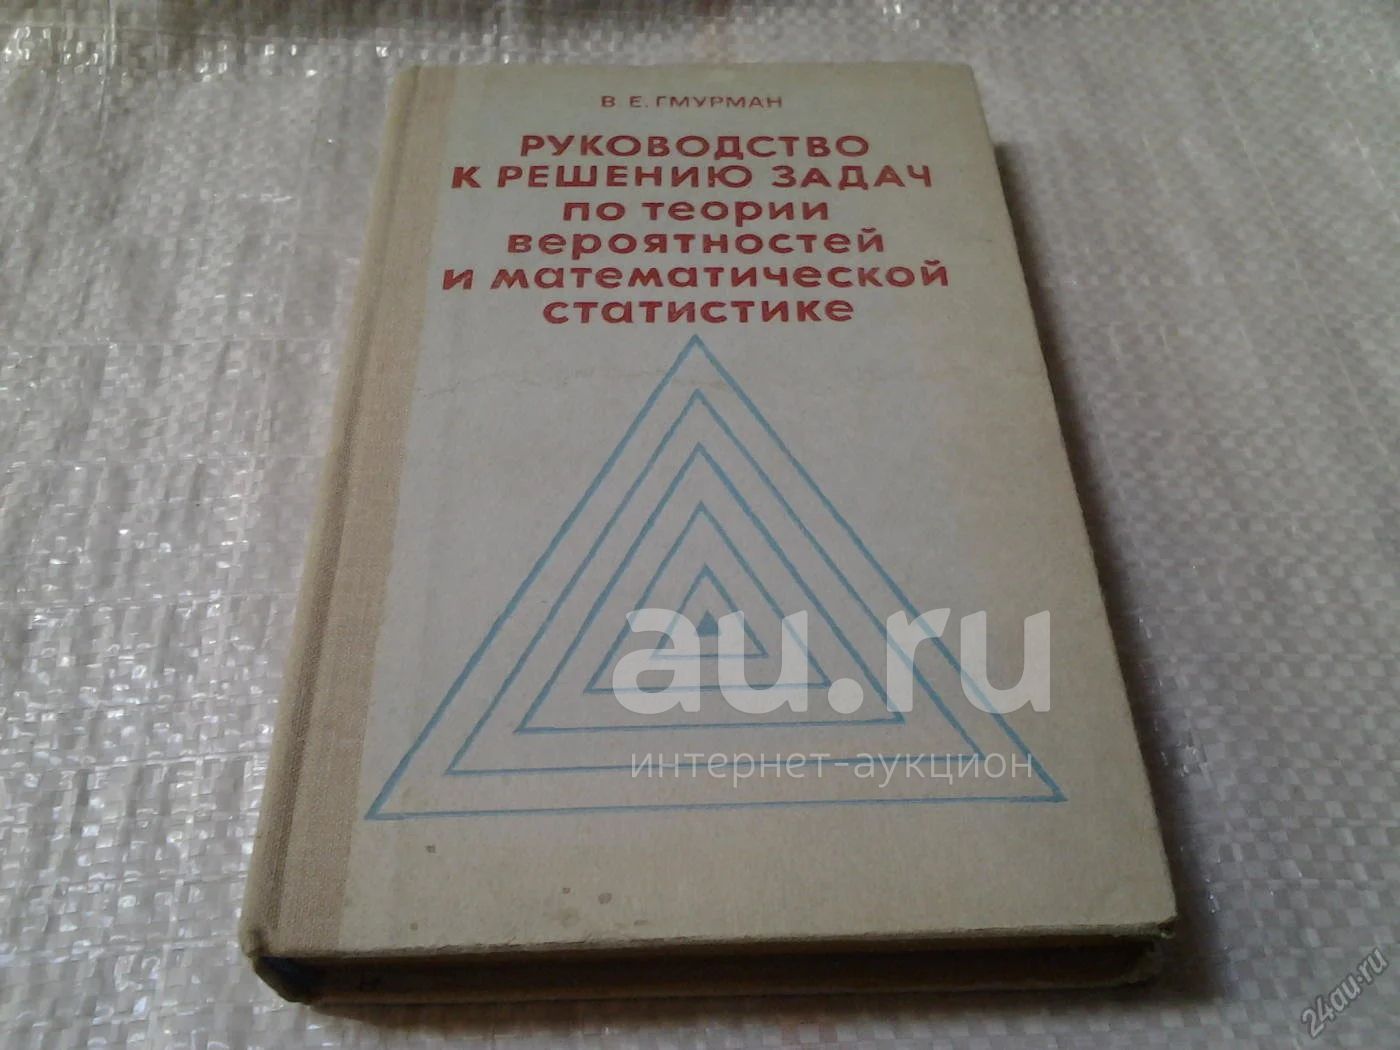 В. Е. ГМУРМАН
РУКОВОДСТВО
К РЕШЕНИЮ ЗАДАЧ
по теории
вероятностей
и математической
статистике
au.ru
интернет-аукцион
24au.ru